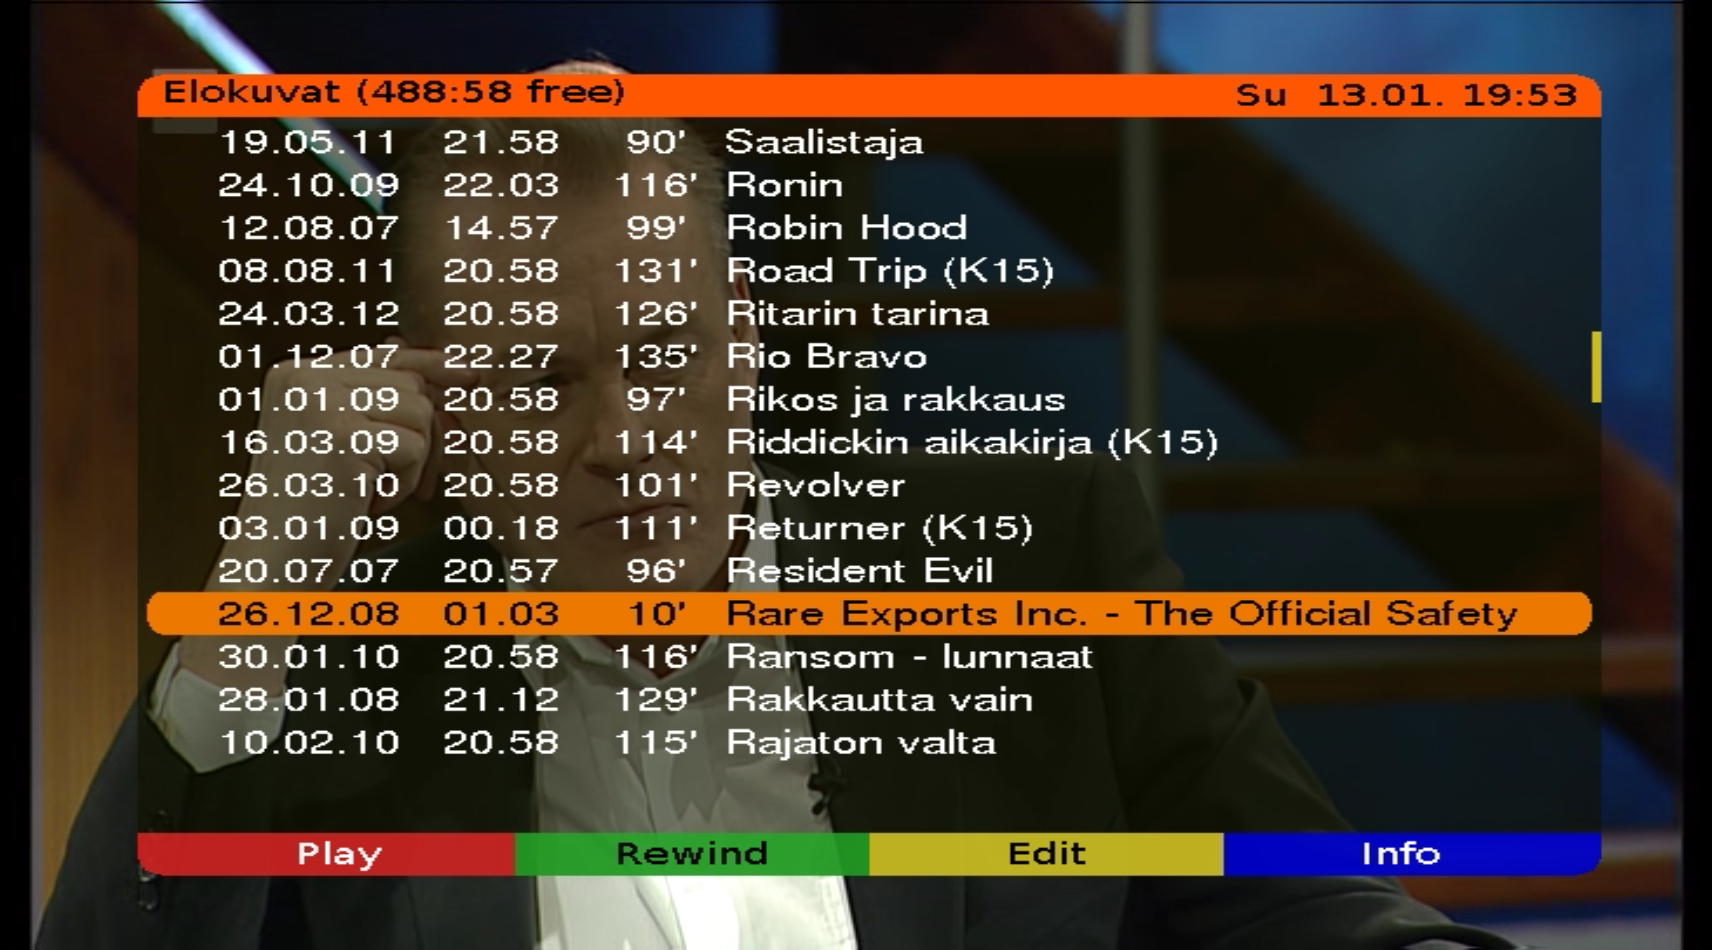 Elokuvat (488:58 free) Su 13.01. 19:53
19.05.11 21.58 90' Saalistaja
24.10.09 22.03 116' Ronin
12.08.07 14.57 99' Robin Hood
08.08.11 20.58 131' Road Trip (K15)
24.03.12 20.58 126' Ritarin tarina
01.12.07 22.27 135' Rio Bravo
01.01.09 20.58 97' Rikos ja rakkaus
16.03.09 20.58 114' Riddickin aikakirja (K15)
26.03.10 20.58 101' Revolver
03.01.09 00.18 111' Returner (K15)
20.07.07 20.57 96' Resident Evil
26.12.08 01.03 10' Rare Exports Inc. - The Official Safety
30.01.10 20.58 116' Ransom - lunnaat
28.01.08 21.12 129' Rakkautta vain
10.02.10 20.58 115' Rajaton valta
Play Rewind Edit Info